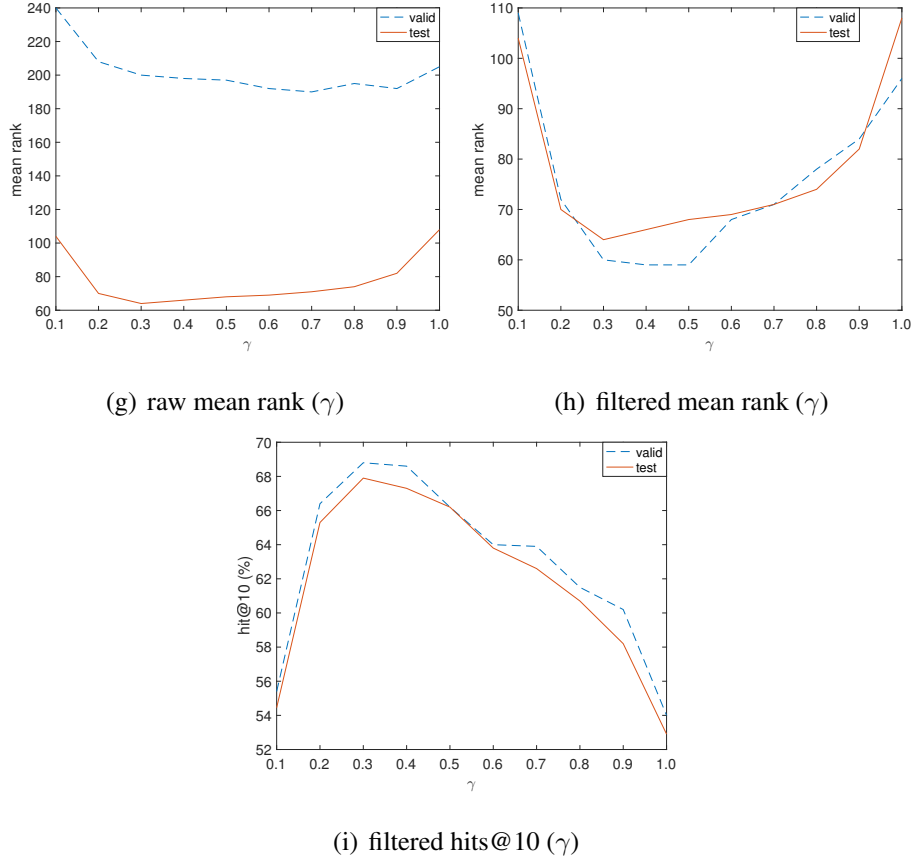 240
220
200
180
160
140
120
100
80
60
mean rank
0.1 0.2 0.3 0.4 0.5 0.6 0.7 0.8 0.9 1.0
γ
valid
test
(g) raw mean rank (γ)
110
100
90
80
70
60
50
mean rank
0.1 0.2 0.3 0.4 0.5 0.6 0.7 0.8 0.9 1.0
γ
valid
test
(h) filtered mean rank (γ)
70
68
66
64
62
60
58
56
54
52
hit@10 (%)
0.1 0.2 0.3 0.4 0.5 0.6 0.7 0.8 0.9 1.0
γ
valid
test
(i) filtered hits@10 (γ)